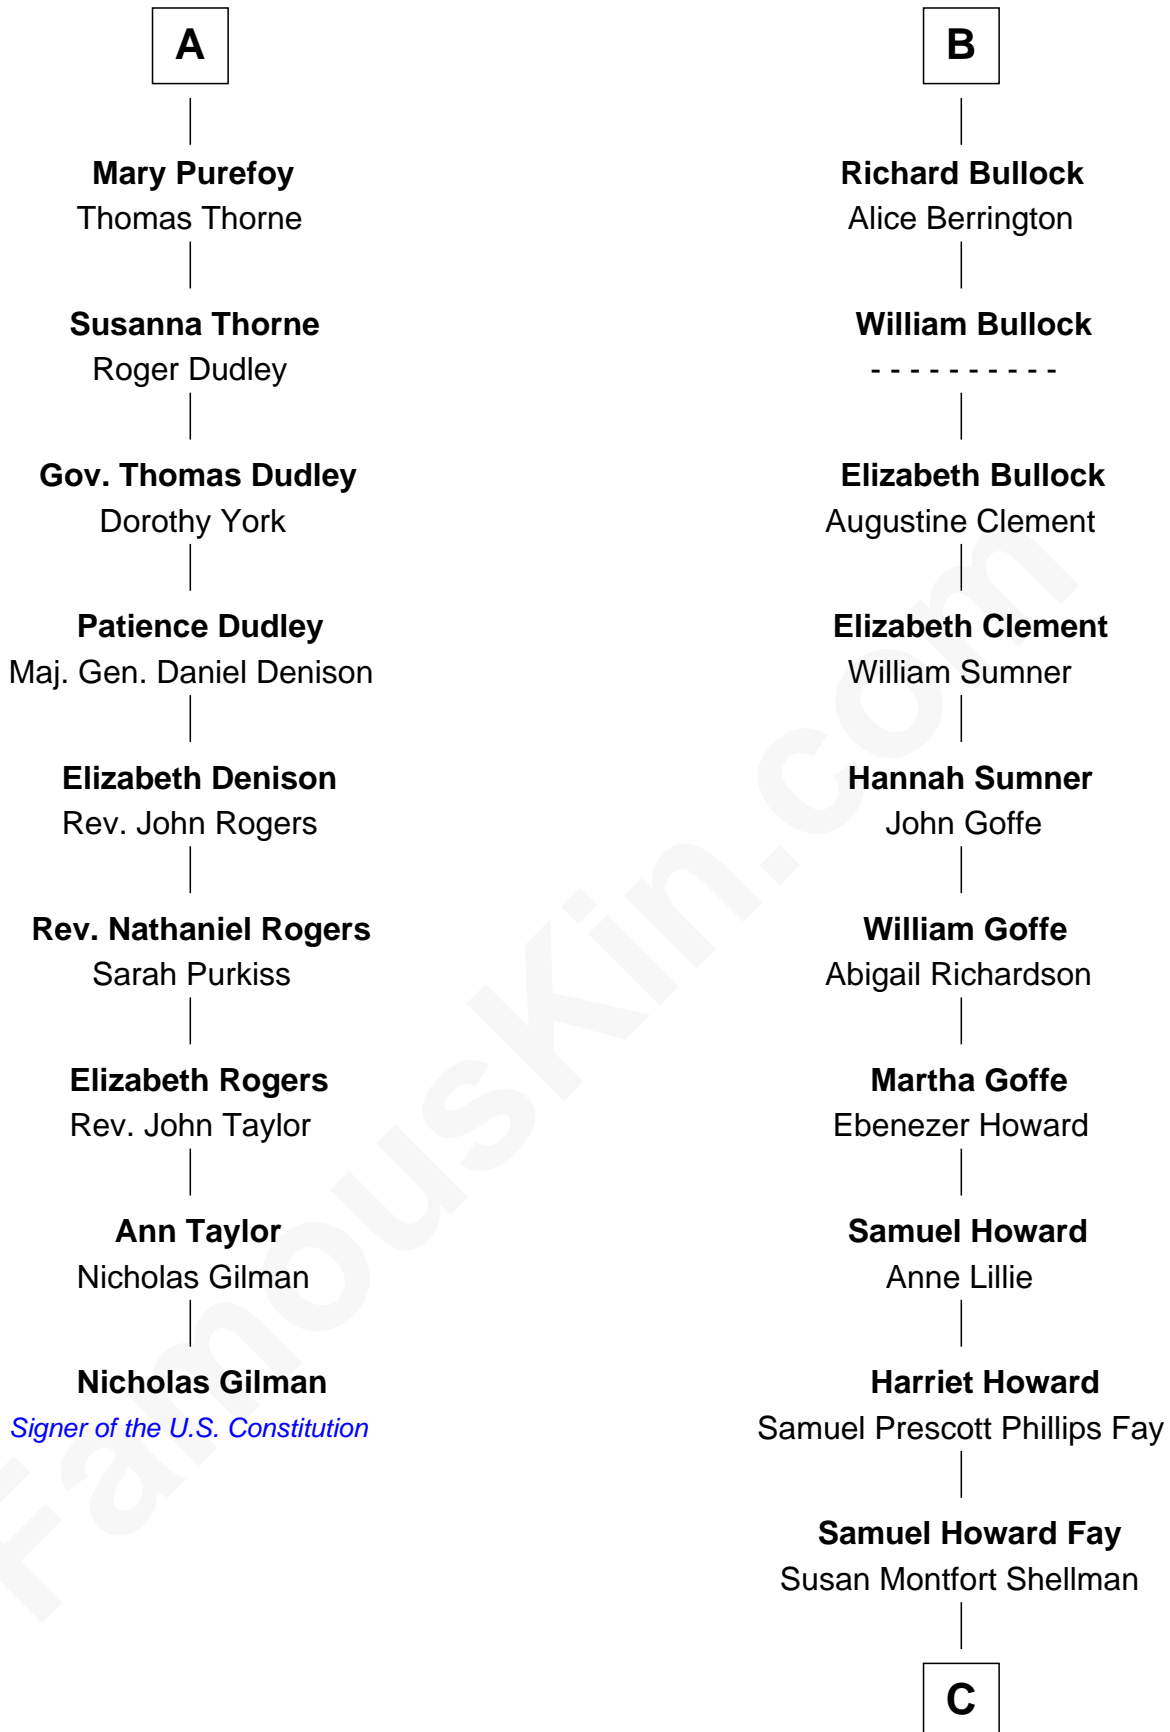 A
Mary Purefoy
Thomas Thorne
Susanna Thorne
Roger Dudley
Gov. Thomas Dudley
Dorothy York
Patience Dudley
Maj. Gen. Daniel Denison
Elizabeth Denison
Rev. John Rogers
Rev. Nathaniel Rogers
Sarah Purkiss
Elizabeth Rogers
Rev. John Taylor
Ann Taylor
Nicholas Gilman
Nicholas Gilman
Signer of the U.S. Constitution
B
Richard Bullock
Alice Berrington
William Bullock
- - - - - - - - - -
Elizabeth Bullock
Augustine Clement
Elizabeth Clement
William Sumner
Hannah Sumner
John Goffe
William Goffe
Abigail Richardson
Martha Goffe
Ebenezer Howard
Samuel Howard
Anne Lillie
Harriet Howard
Samuel Prescott Phillips Fay
Samuel Howard Fay
Susan Montfort Shellman
C
FamousKin.com